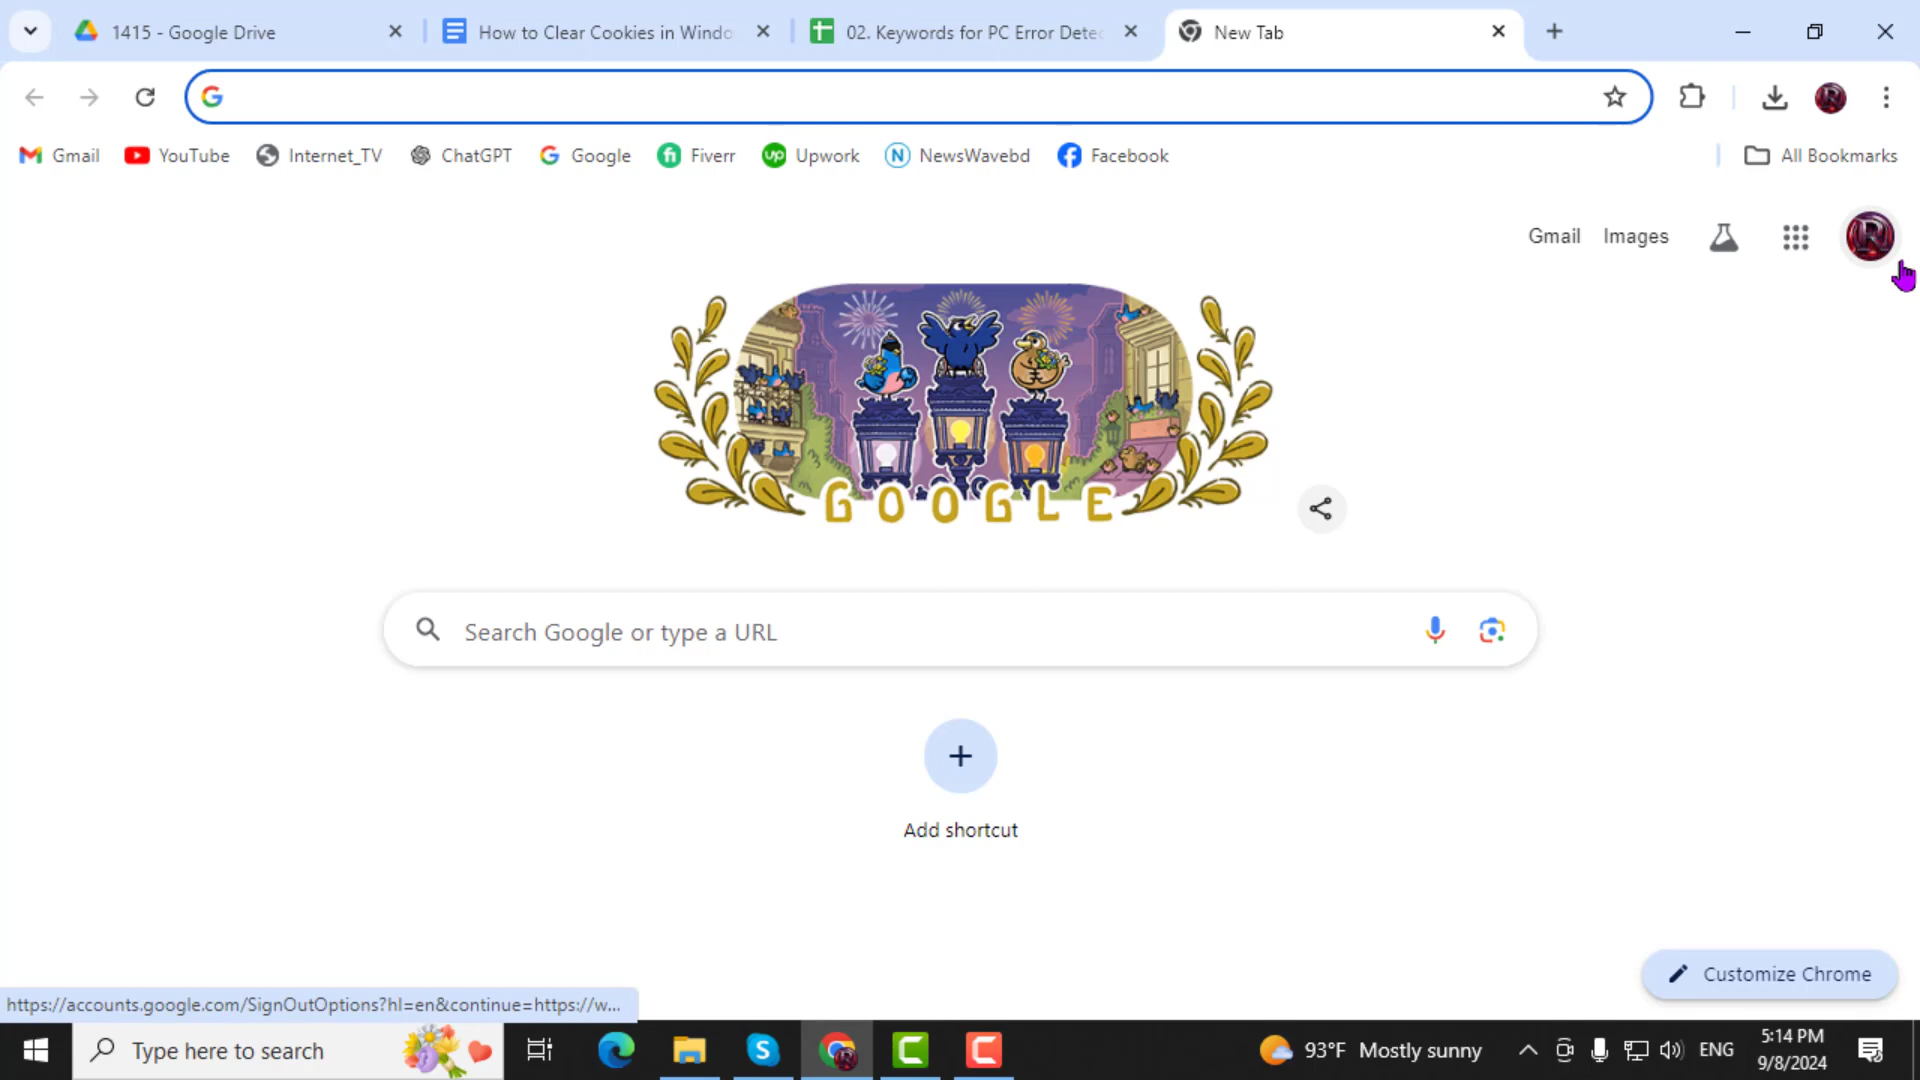 1415 - Google Drive
How to Clear Cookies in Windo
02. Keywords for PC Error Detec
New Tab
Gmail YouTube Internet_TV ChatGPT Google Fiverr Upwork NewsWavebd Facebook All Bookmarks
Gmail Images
GOOGLE
Search Google or type a URL
Add shortcut
Customize Chrome
https://accounts.google.com/SignOutOptions?hl=en&continue=https://w...
Type here to search
93°F Mostly sunny
ENG
5:14 PM
9/8/2024